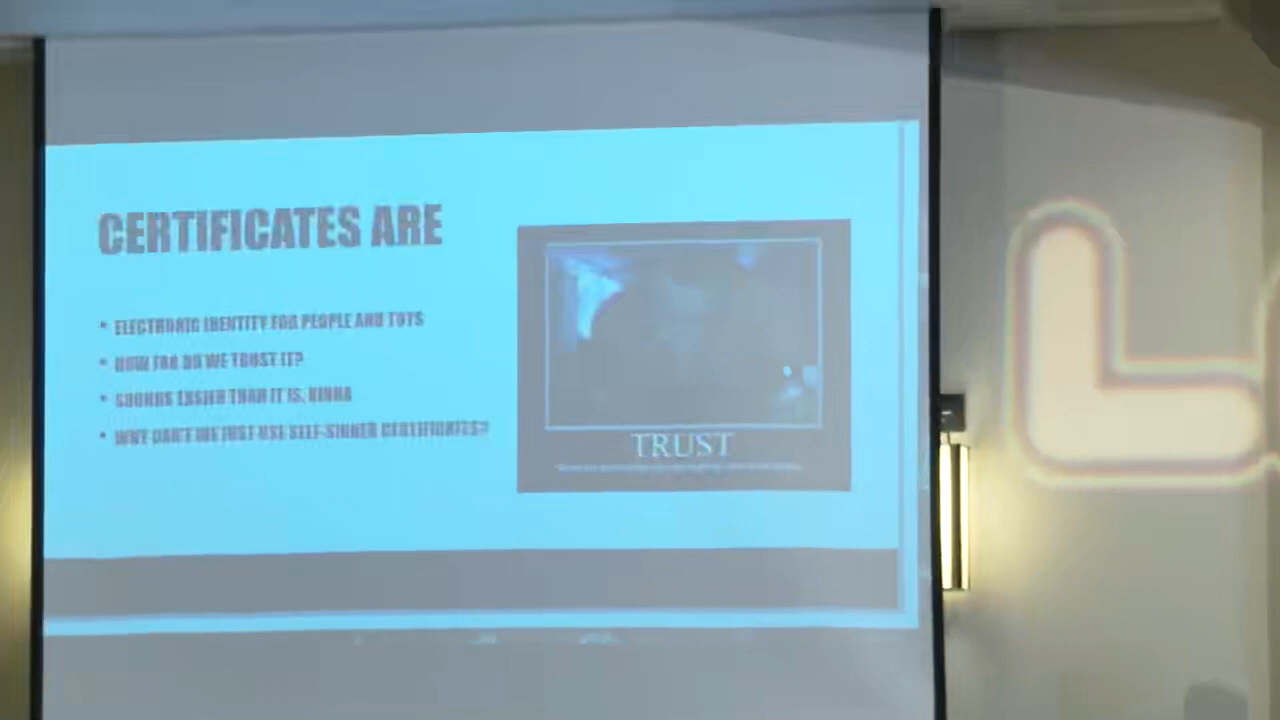 CERTIFICATES ARE
• ELECTRONIC IDENTITY FOR PEOPLE AND TOYS
• HOW FAR DO WE TRUST IT?
• SOUNDS EASIER THAN IT IS, KINDA
• WHY CAN'T WE JUST USE SELF-SIGNED CERTIFICATES?
TRUST
L